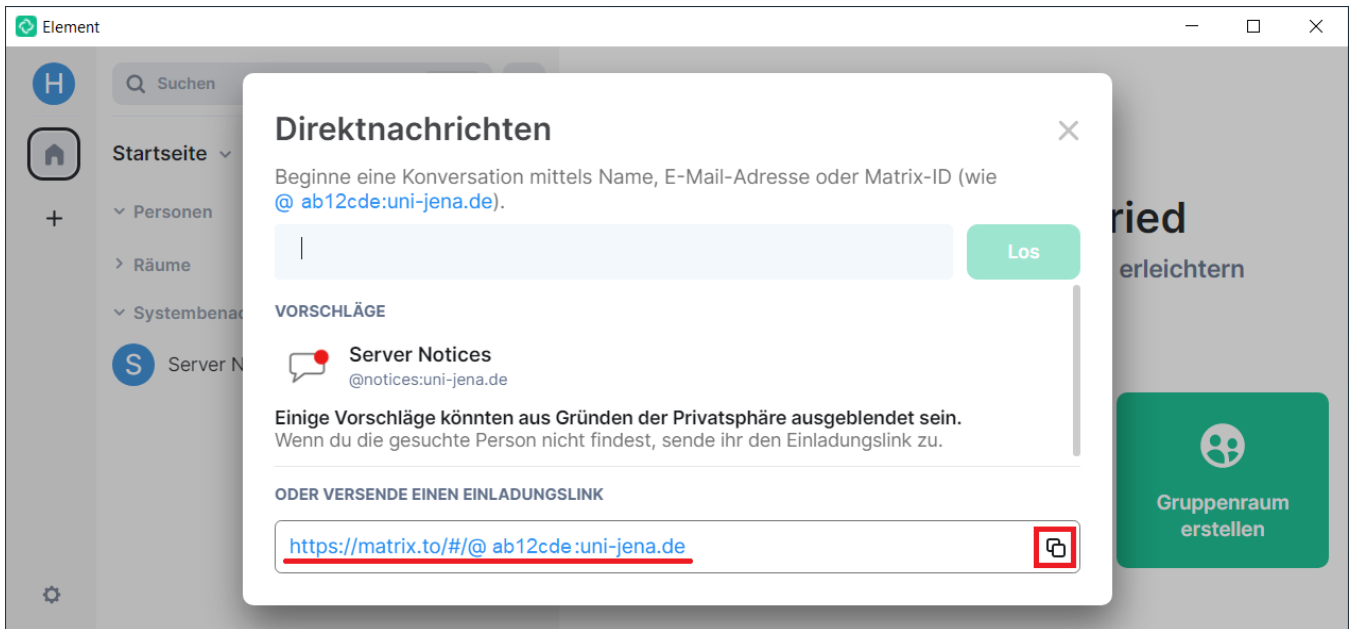 Element
H
Suchen
Startseite
Personen
Räume
Systembenac
S Server N
Direktnachrichten
Beginne eine Konversation mittels Name, E-Mail-Adresse oder Matrix-ID (wie
@ ab12cde:uni-jena.de).
Los
VORSCHLÄGE
Server Notices
@notices:uni-jena.de
Einige Vorschläge könnten aus Gründen der Privatsphäre ausgeblendet sein.
Wenn du die gesuchte Person nicht findest, sende ihr den Einladungslink zu.
ODER VERSENDE EINEN EINLADUNGSLINK
https://matrix.to/#/@ ab12cde:uni-jena.de
ried
erleichtern
Gruppenraum
erstellen